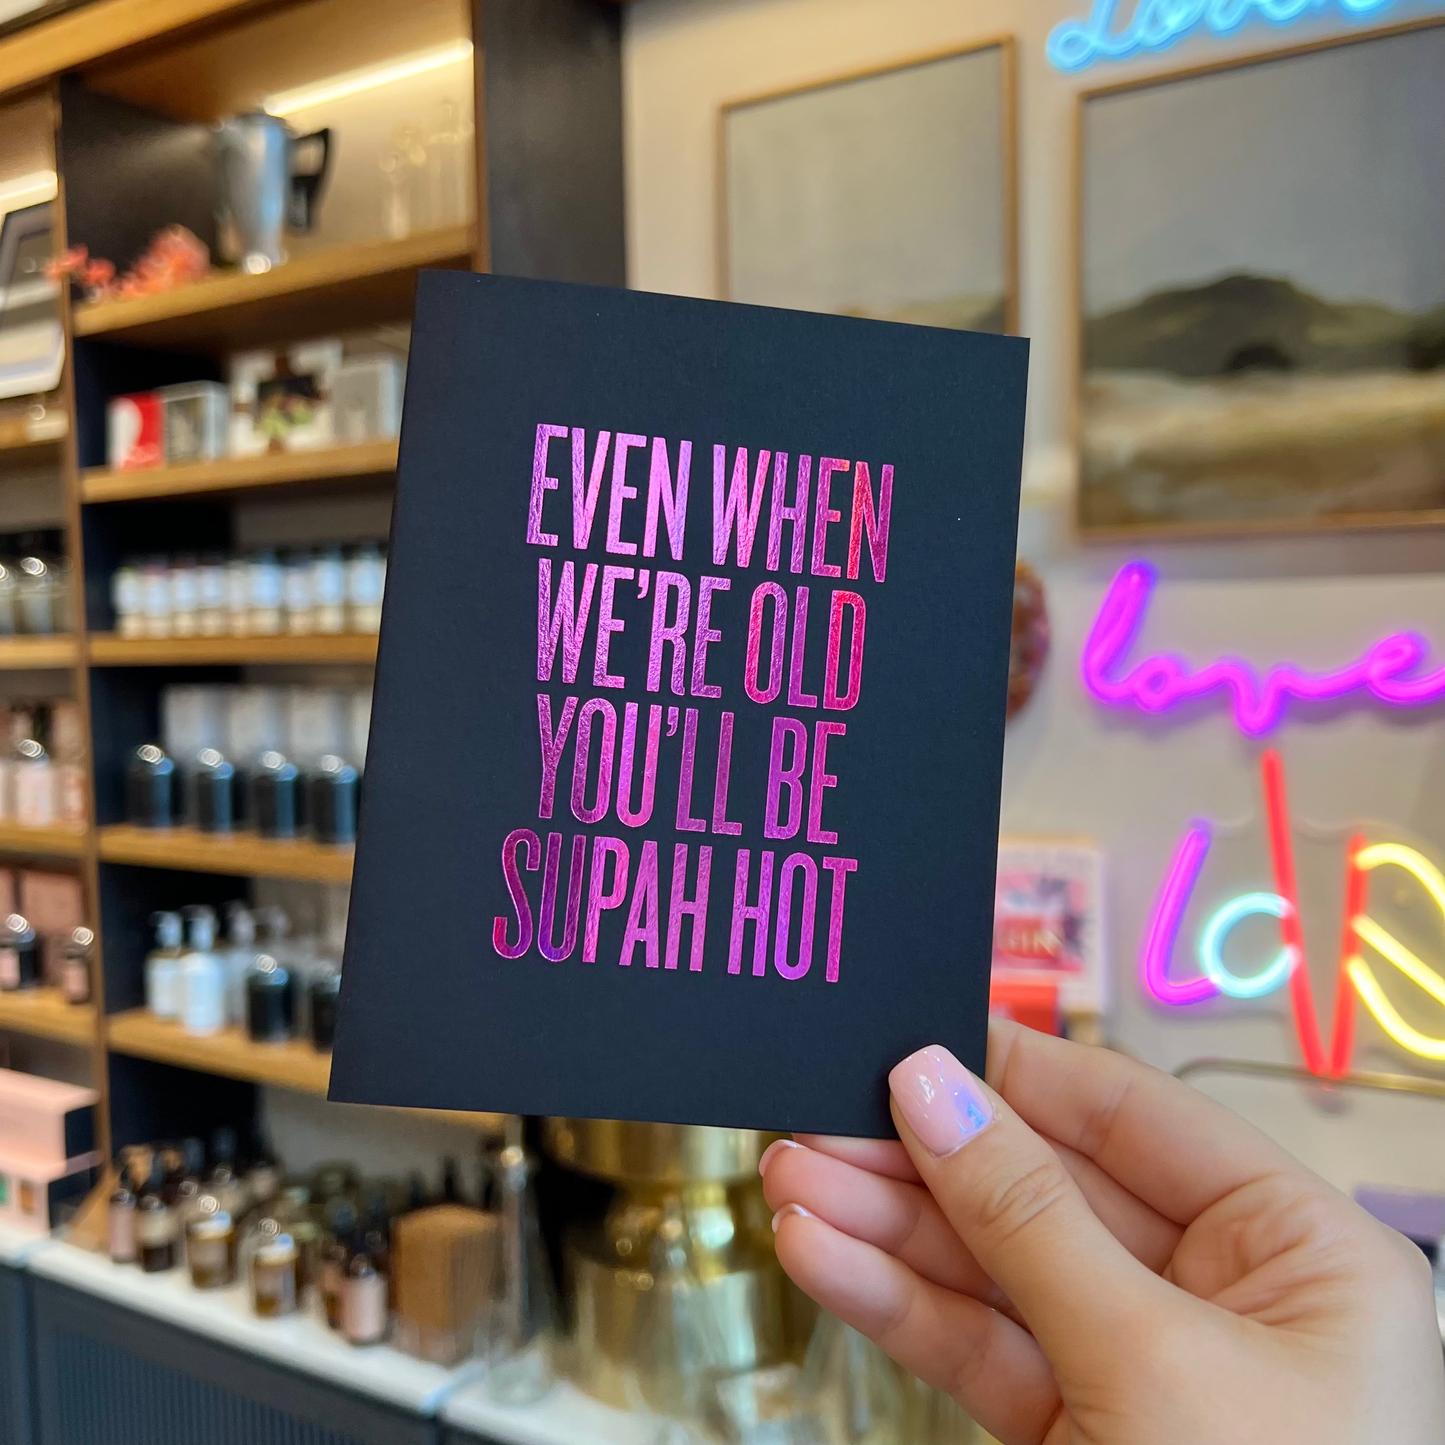 EVEN WHEN
WE'RE OLD
YOU'LL BE
SUPAH HOT
love